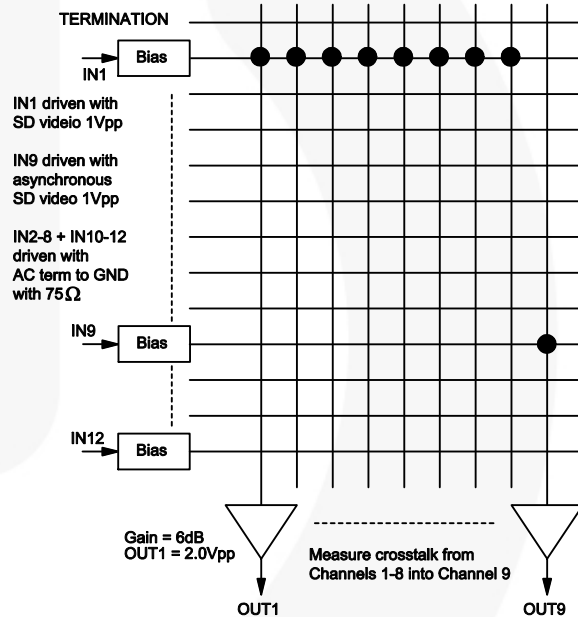 TERMINATION
IN1
Bias
IN1 driven with
SD videio 1Vpp
IN9 driven with
asynchronous
SD video 1Vpp
IN2-8 + IN10-12
driven with
AC term to GND
with 75Ω
IN9
Bias
IN12
Bias
Gain = 6dB
OUT1 = 2.0Vpp
Measure crosstalk from
Channels 1-8 into Channel 9
OUT1
OUT9